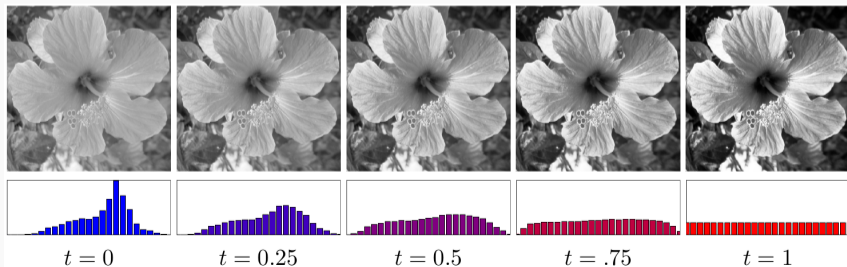 t = 0 t = 0.25 t = 0.5 t = .75 t = 1